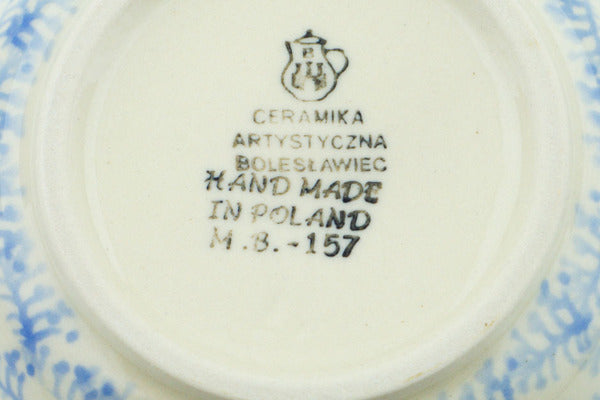 CERAMIKA
ARTYSTYCZNA
BOLESŁAWIEC
HAND MADE
IN POLAND
M.B.-157